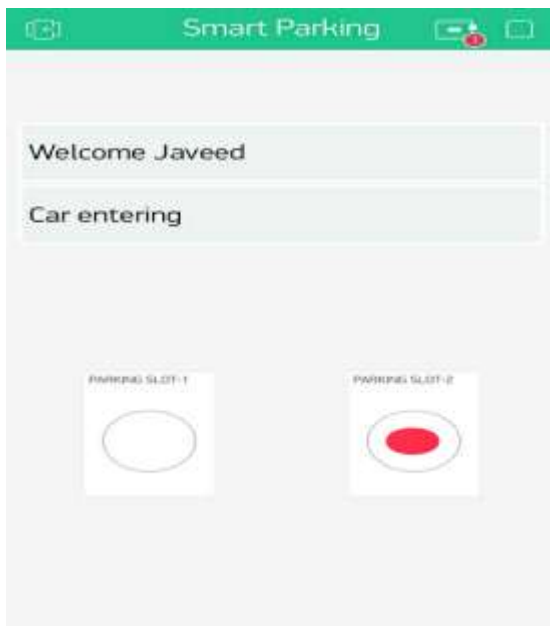 Smart Parking
Welcome Javeed
Car entering
PARKING SLOT-1
PARKING SLOT-2